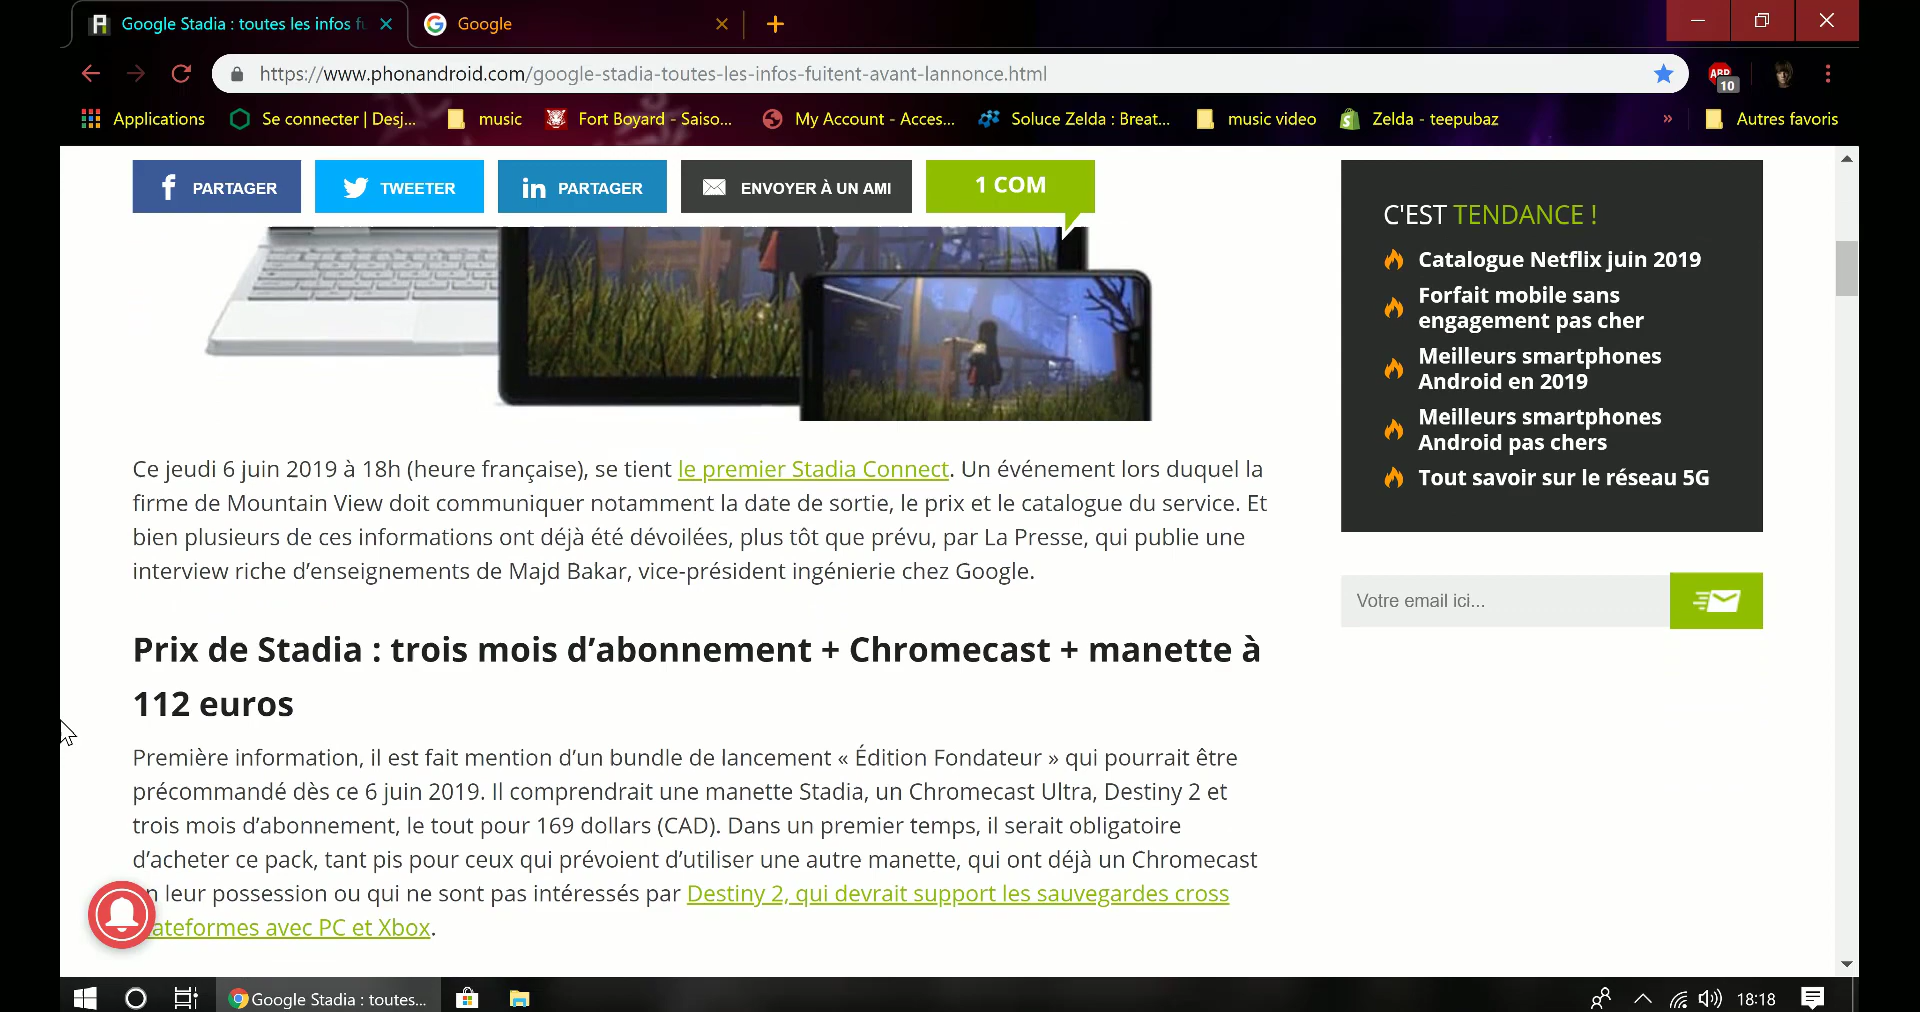 Google Stadia : toutes les infos fu
Google
https://www.phonandroid.com/google-stadia-toutes-les-infos-fuitent-avant-lannonce.html
ABP
10
Applications
Se connecter | Desj...
music
Fort Boyard - Saiso...
My Account - Acces...
Soluce Zelda : Breat...
music video
Zelda - teepubaz
»
Autres favoris
PARTAGER
TWEETER
PARTAGER
ENVOYER À UN AMI
1 COM
Ce jeudi 6 juin 2019 à 18h (heure française), se tient le premier Stadia Connect. Un événement lors duquel la
firme de Mountain View doit communiquer notamment la date de sortie, le prix et le catalogue du service. Et
bien plusieurs de ces informations ont déjà été dévoilées, plus tôt que prévu, par La Presse, qui publie une
interview riche d’enseignements de Majd Bakar, vice-président ingénierie chez Google.
Prix de Stadia : trois mois d’abonnement + Chromecast + manette à
112 euros
Première information, il est fait mention d’un bundle de lancement « Édition Fondateur » qui pourrait être
précommandé dès ce 6 juin 2019. Il comprendrait une manette Stadia, un Chromecast Ultra, Destiny 2 et
trois mois d’abonnement, le tout pour 169 dollars (CAD). Dans un premier temps, il serait obligatoire
d’acheter ce pack, tant pis pour ceux qui prévoient d’utiliser une autre manette, qui ont déjà un Chromecast
n leur possession ou qui ne sont pas intéressés par Destiny 2, qui devrait support les sauvegardes cross
ateformes avec PC et Xbox.
C'EST TENDANCE !
Catalogue Netflix juin 2019
Forfait mobile sans
engagement pas cher
Meilleurs smartphones
Android en 2019
Meilleurs smartphones
Android pas chers
Tout savoir sur le réseau 5G
Votre email ici...
Google Stadia : toutes...
18:18